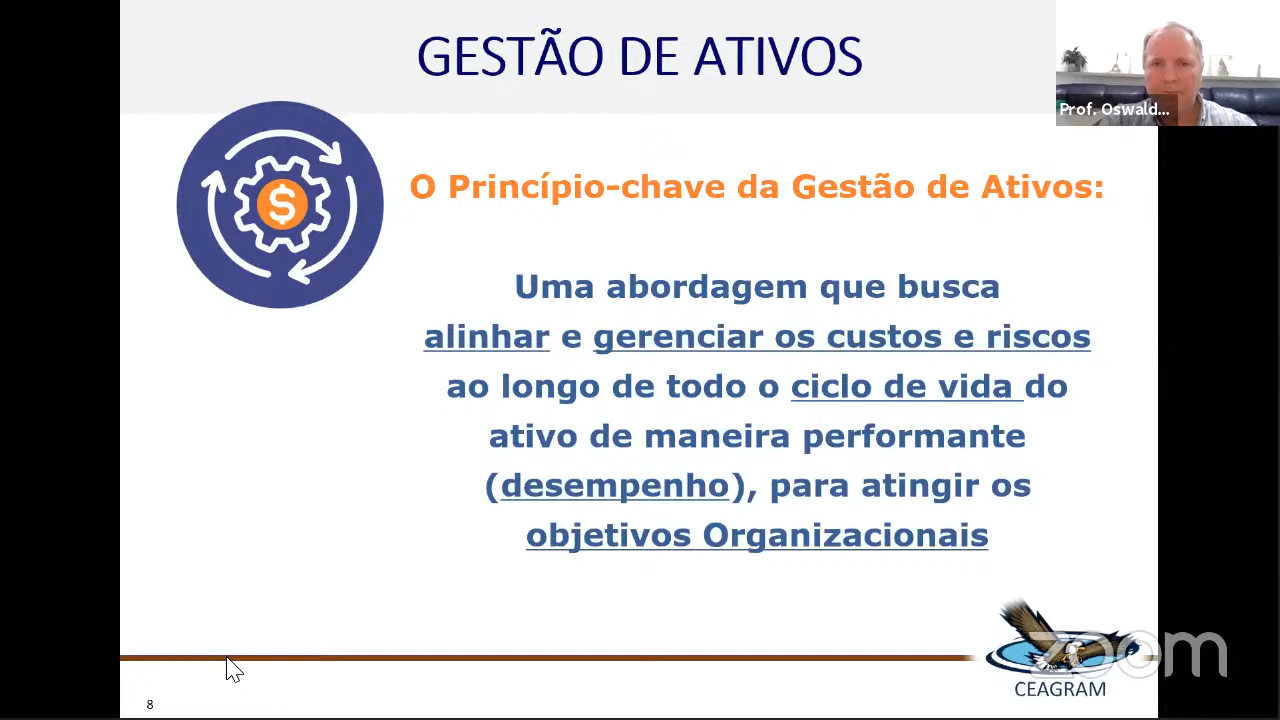 GESTÃO DE ATIVOS
Prof. Oswald...
$
O Princípio-chave da Gestão de Ativos:
Uma abordagem que busca
alinhar e gerenciar os custos e riscos
ao longo de todo o ciclo de vida do
ativo de maneira performante
(desempenho), para atingir os
objetivos Organizacionais
zoom
CEAGRAM
8